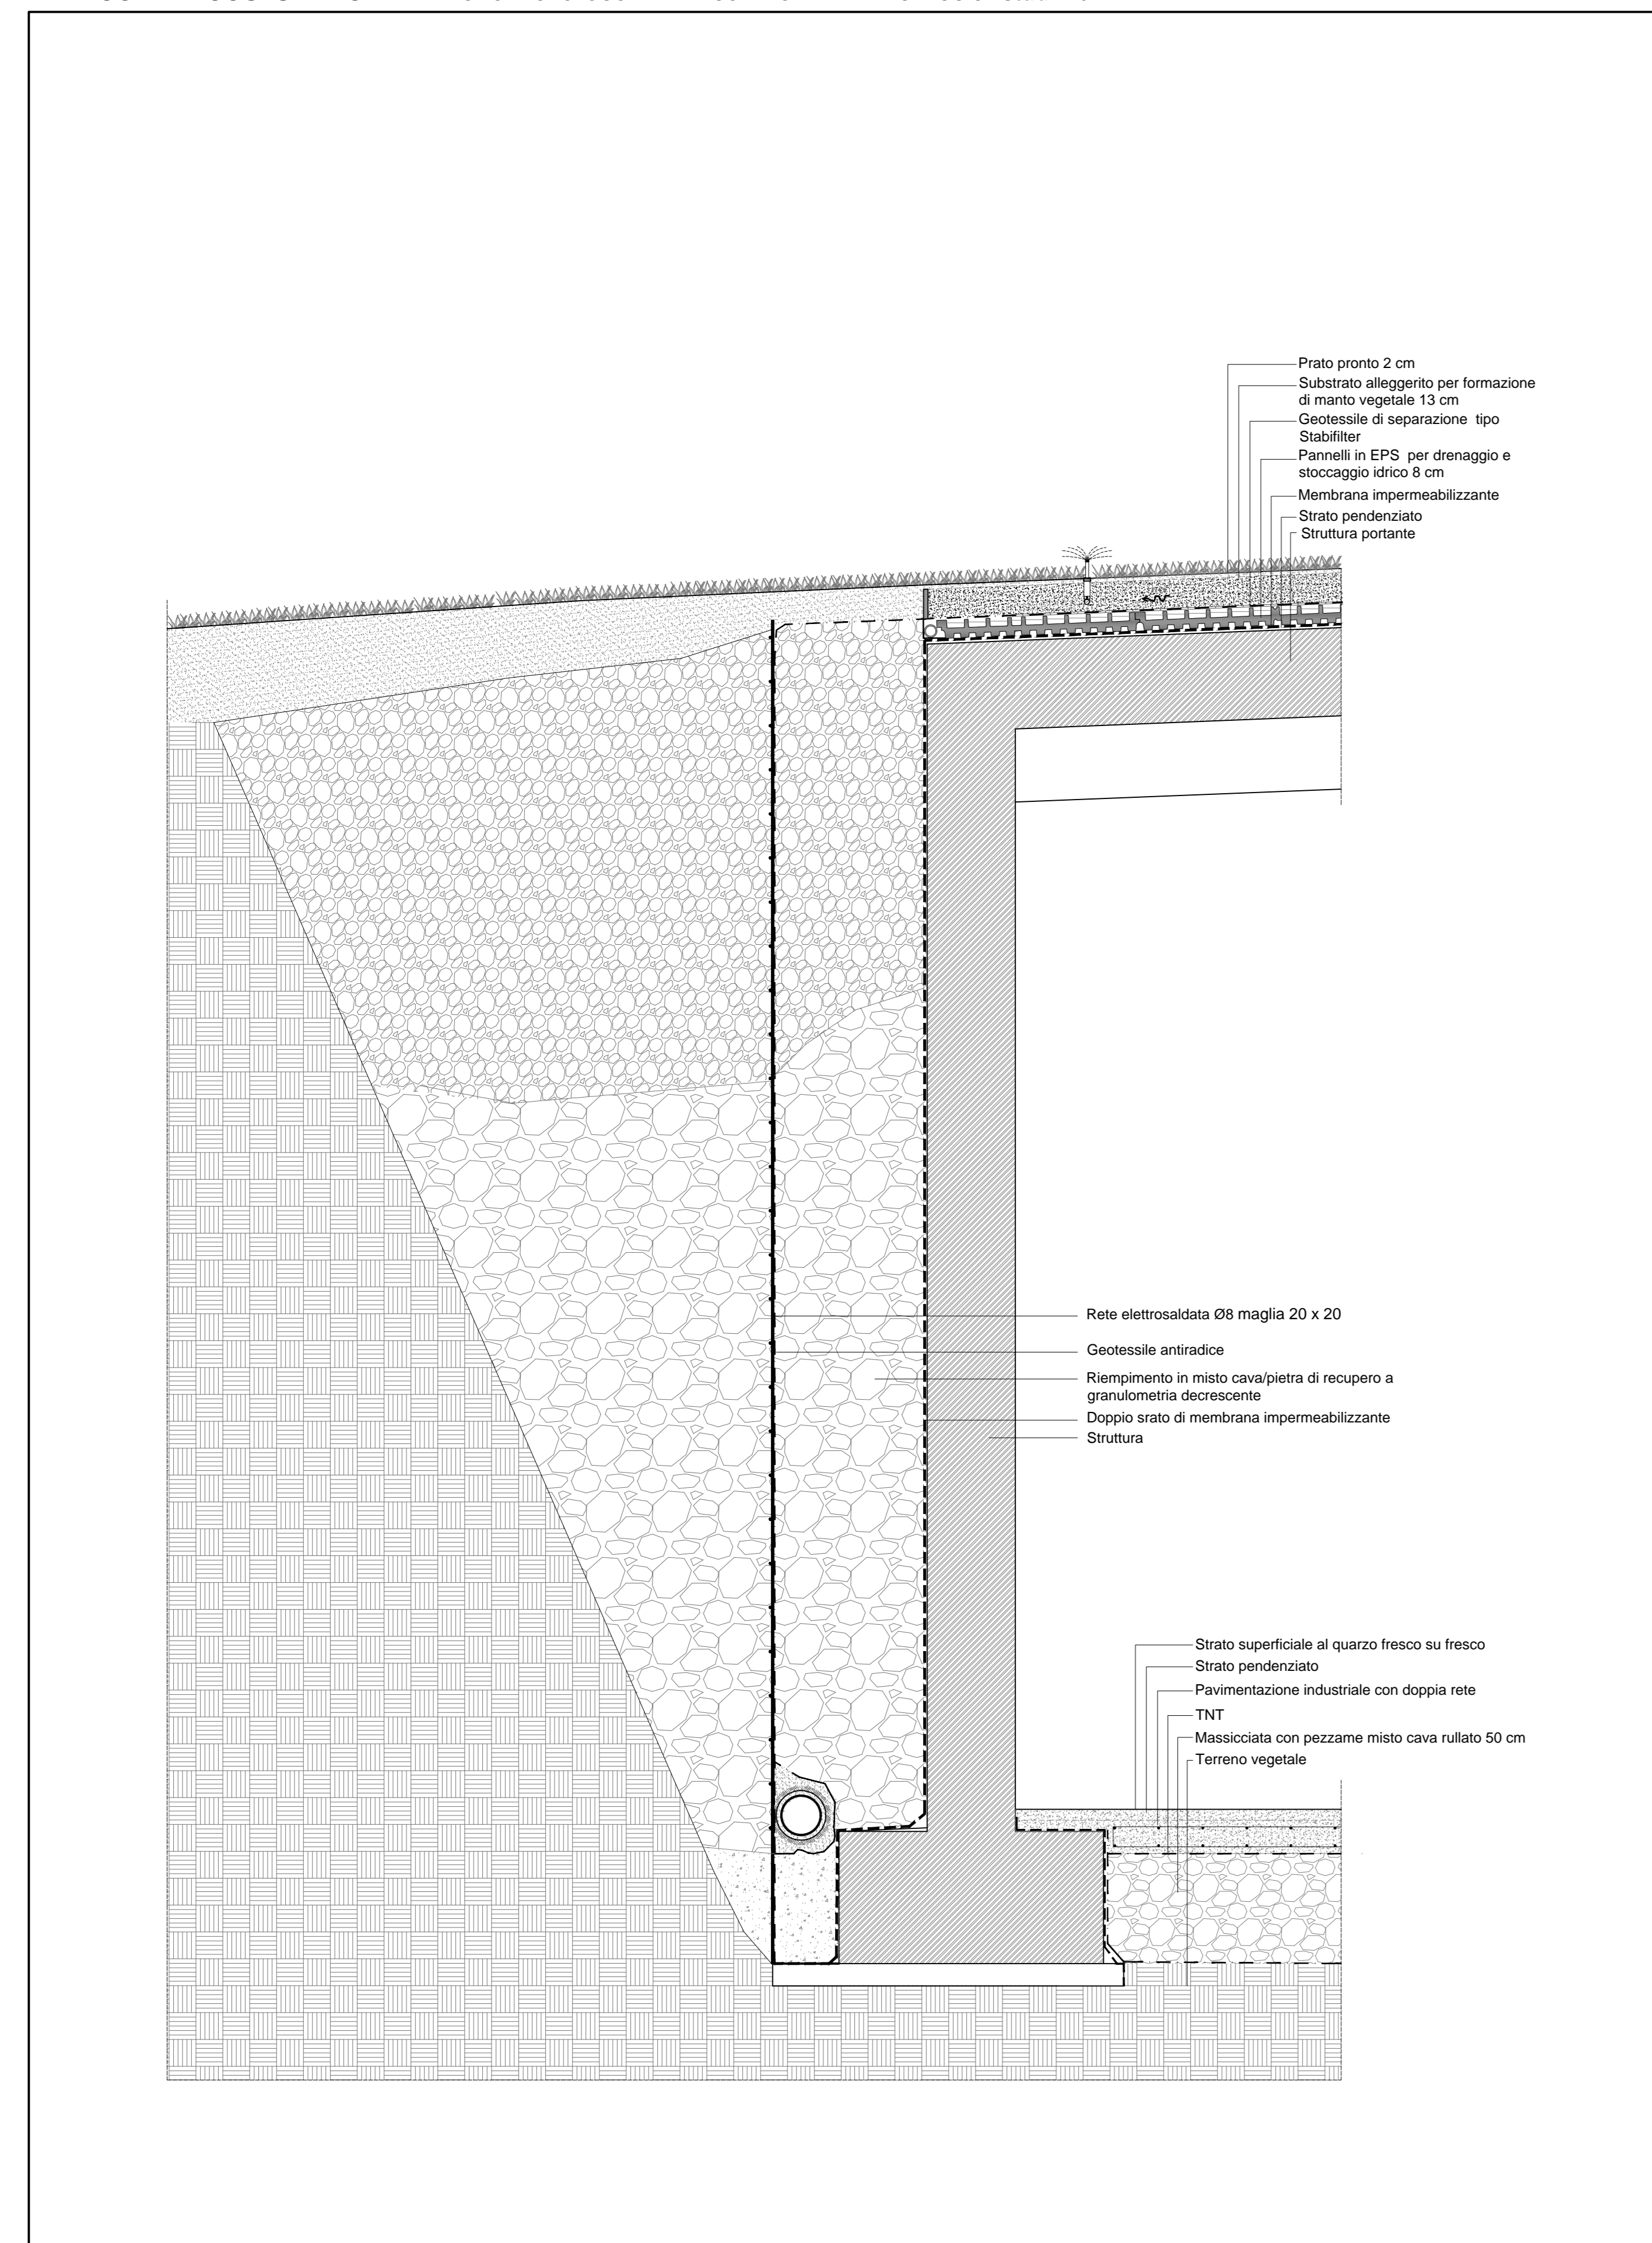 Prato pronto 2 cm
Substrato alleggerito per formazione
di manto vegetale 13 cm
Geotessile di separazione tipo
Stabifilter
Pannelli in EPS per drenaggio e
stoccaggio idrico 8 cm
Membrana impermeabilizzante
Strato pendenziato
Struttura portante
Rete elettrosaldata Ø8 maglia 20 x 20
Geotessile antiradice
Riempimento in misto cava/pietra di recupero a
granulometria decrescente
Doppio srato di membrana impermeabilizzante
Struttura
Strato superficiale al quarzo fresco su fresco
Strato pendenziato
Pavimentazione industriale con doppia rete
TNT
Massicciata con pezzame misto cava rullato 50 cm
Terreno vegetale